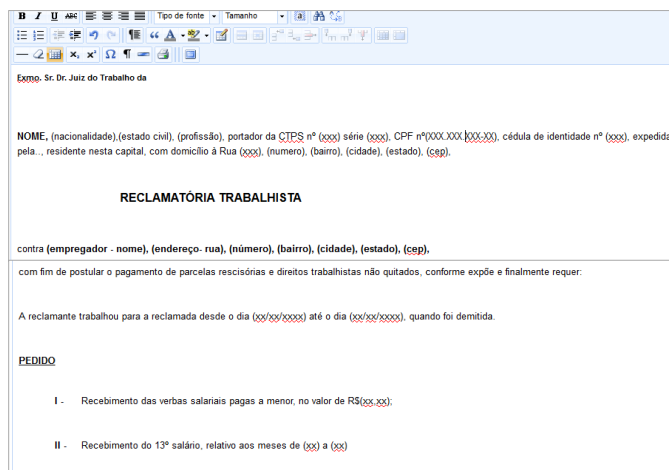 B I U ABC Tipo de fonte Tamanho
Exmo. Sr. Dr. Juiz do Trabalho da
NOME, (nacionalidade),(estado civil), (profissão), portador da CTPS nº (xxx) série (xxx), CPF nº(XXX.XXX.XXX-XX), cédula de identidade nº (xxx), expedida
pela.., residente nesta capital, com domicílio à Rua (xxx), (numero), (bairro), (cidade), (estado), (cep),
RECLAMATÓRIA TRABALHISTA
contra (empregador - nome), (endereço- rua), (número), (bairro), (cidade), (estado), (cep),
com fim de postular o pagamento de parcelas rescisórias e direitos trabalhistas não quitados, conforme expõe e finalmente requer:
A reclamante trabalhou para a reclamada desde o dia (xx/xx/xxxx) até o dia (xx/xx/xxxx), quando foi demitida.
PEDIDO
I - Recebimento das verbas salariais pagas a menor, no valor de R$(xx,xx);
II - Recebimento do 13º salário, relativo aos meses de (xx) a (xx)